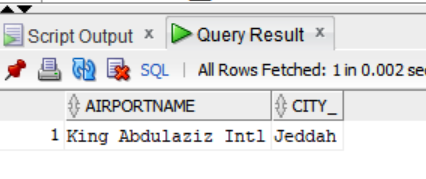 Script Output x Query Result x
SQL | All Rows Fetched: 1 in 0.002 se
AIRPORTNAME CITY_
1 King Abdulaziz Intl Jeddah